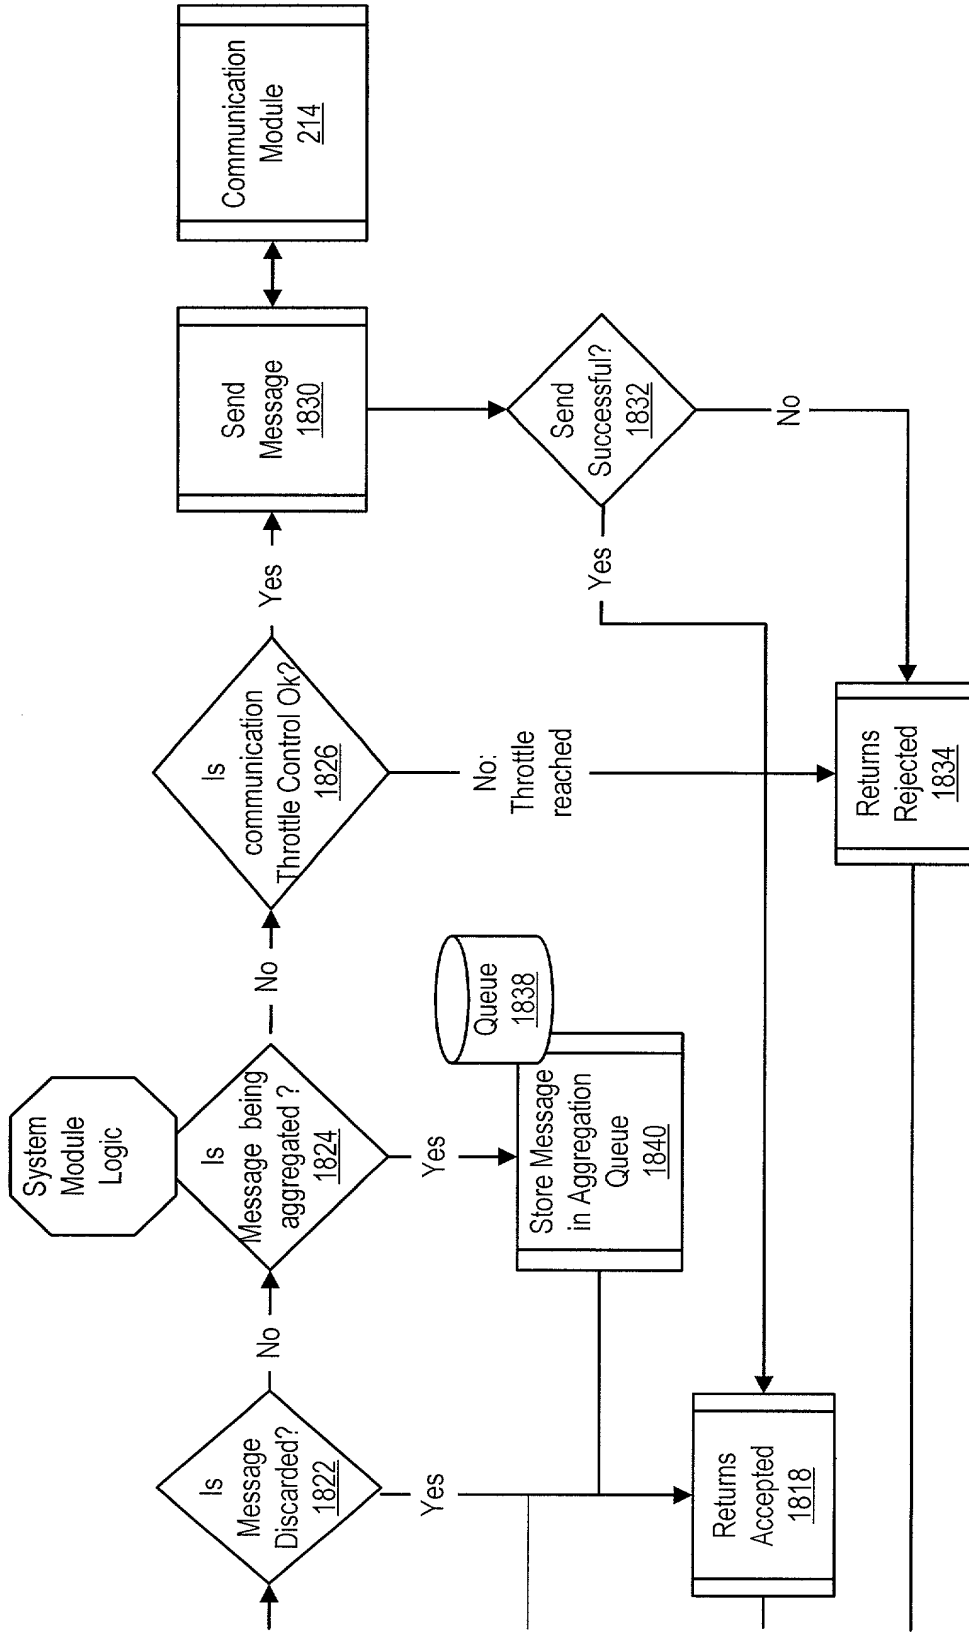 System
Module
Logic
Is
Message
Discarded?
1822
No
Yes
Is
Message being
aggregated ?
1824
No
Yes
Is
communication
Throttle Control Ok?
1826
Yes
No:
Throttle
reached
Send
Message
1830
Communication
Module
214
Store Message
in Aggregation
Queue
1840
Queue
1838
Send
Successful?
1832
Yes
No
Returns
Accepted
1818
Returns
Rejected
1834